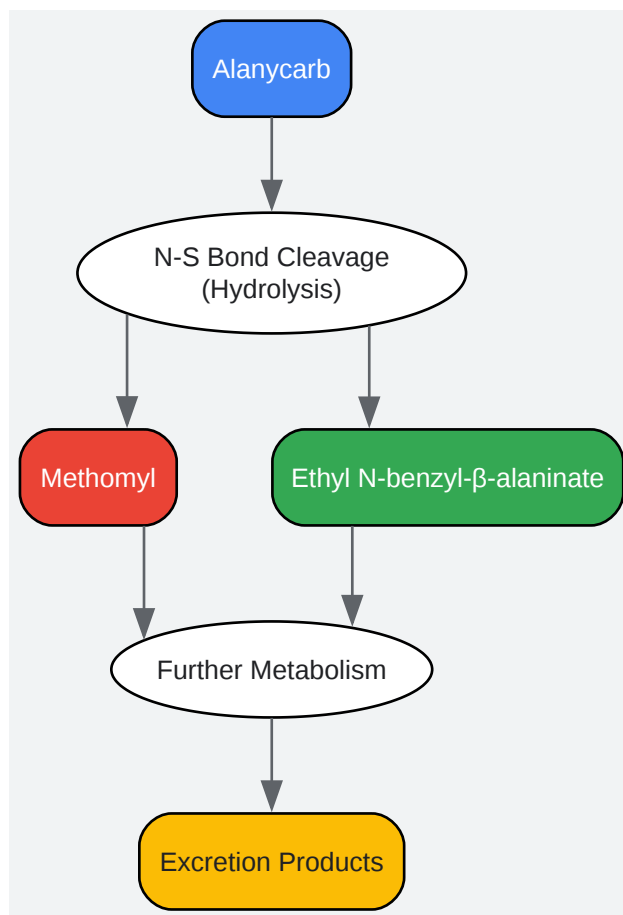 Alanycarb
N-S Bond Cleavage
(Hydrolysis)
Methomyl
Ethyl N-benzyl-β-alaninate
Further Metabolism
Excretion Products